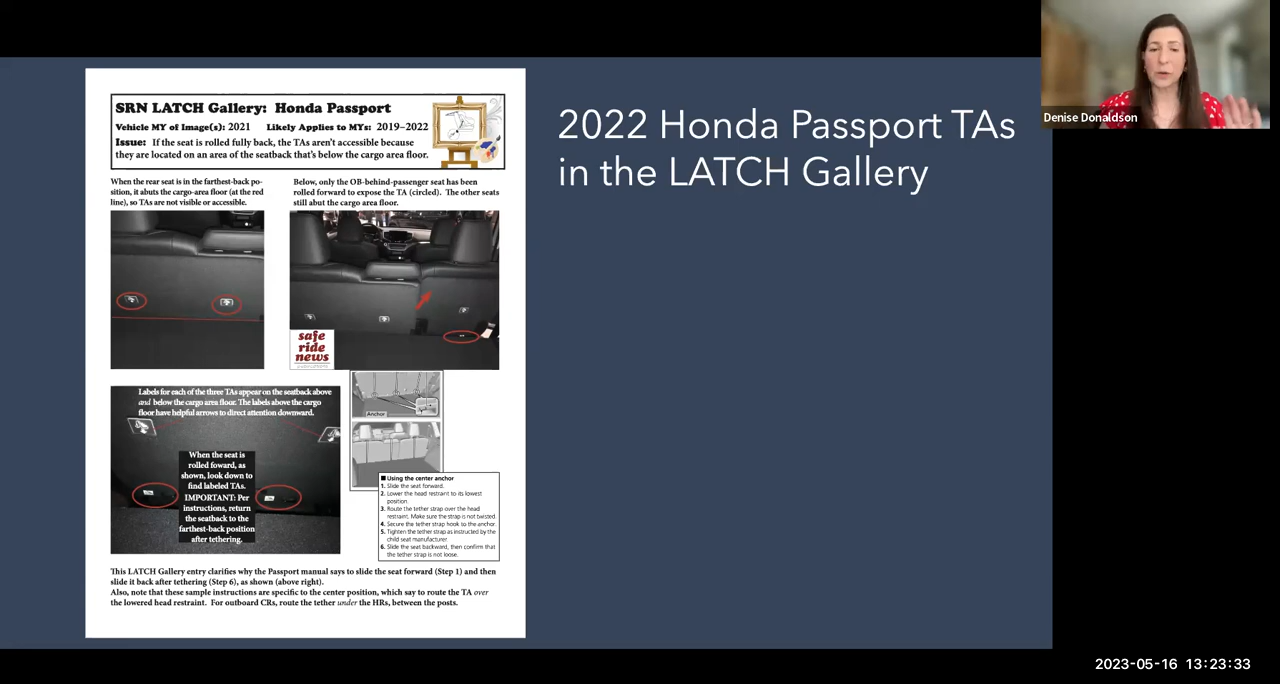 SRN LATCH Gallery:  Honda Passport
Vehicle MY of Image(s): 2021     Likely Applies to MYs:  2019–2022
Issue:  If the seat is rolled fully back, the TAs aren't accessible because
they are located on an area of the seatback that's below the cargo area floor.
When the rear seat is in the farthest-back po-
sition, it abuts the cargo-area floor (at the red
line), so TAs are not visible or accessible.
Below, only the OB-behind-passenger seat has been
rolled forward to expose the TA (circled).  The other seats
still abut the cargo area floor.
safe
ride
news
Labels for each of the three TAs appear on the seatback above
and below the cargo area floor. The labels above the cargo
floor have helpful arrows to direct attention downward.
When the seat is
rolled foward, as
shown, look down to
find labeled TAs.
IMPORTANT: Per
instructions, return
the seatback to the
farthest-back position
after tethering.
Anchor
■ Using the center anchor
1. Slide the seat forward.
2. Lower the head restraint to its lowest
position.
3. Route the tether strap over the head
restraint. Make sure the strap is not twisted.
4. Secure the tether strap hook to the anchor.
5. Tighten the tether strap as instructed by the
child seat manufacturer.
6. Slide the seat backward, then confirm that
the tether strap is not loose.
This LATCH Gallery entry clarifies why the Passport manual says to slide the seat forward (Step 1) and then
slide it back after tethering (Step 6), as shown (above right).
Also, note that these sample instructions are specific to the center position, which say to route the TA over
the lowered head restraint.  For outboard CRs, route the tether under the HRs, between the posts.
2022 Honda Passport TAs
in the LATCH Gallery
Denise Donaldson
2023-05-16  13:23:33